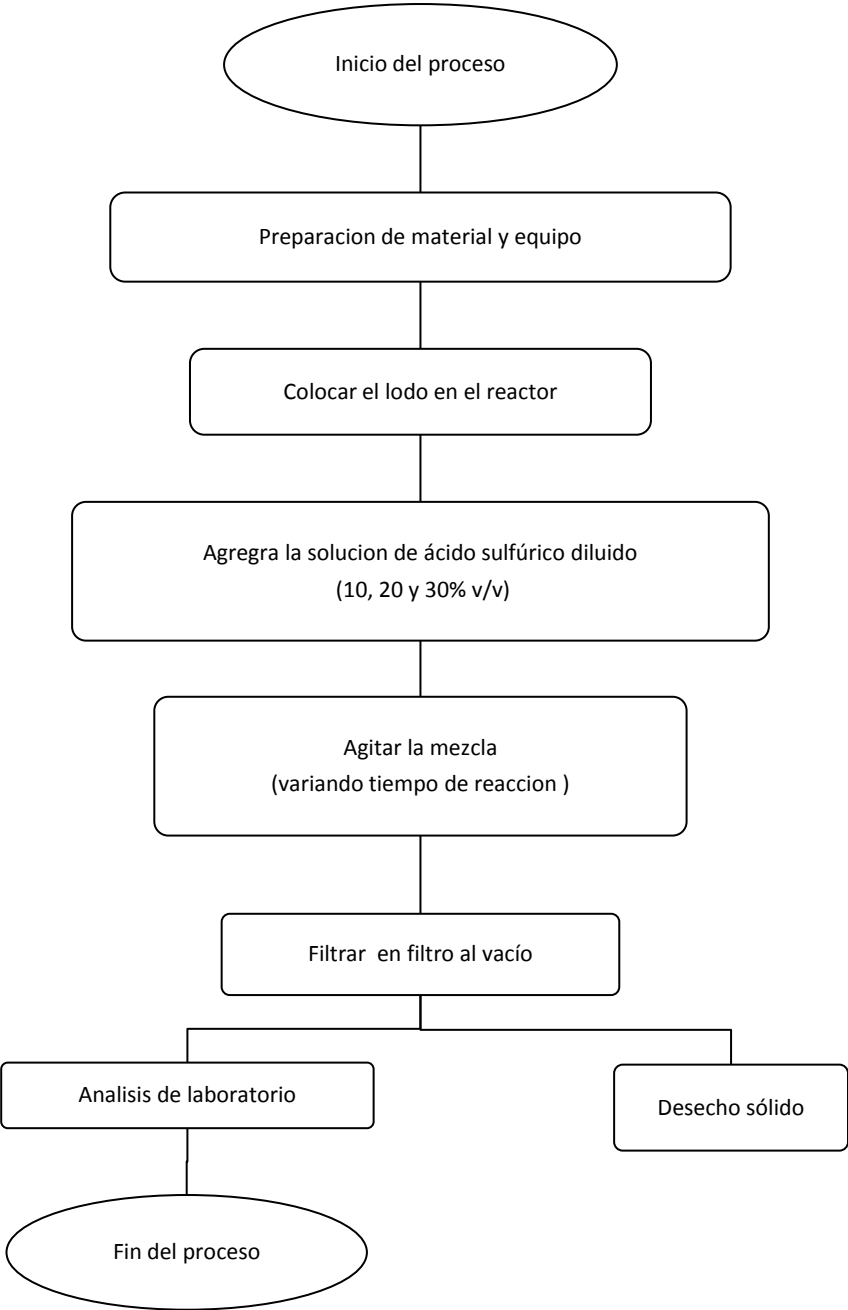 Inicio del proceso
Preparacion de material y equipo
Colocar el lodo en el reactor
Agregra la solucion de ácido sulfúrico diluido
(10, 20 y 30% v/v)
Agitar la mezcla
(variando tiempo de reaccion )
Filtrar  en filtro al vacío
Analisis de laboratorio
Desecho sólido
Fin del proceso